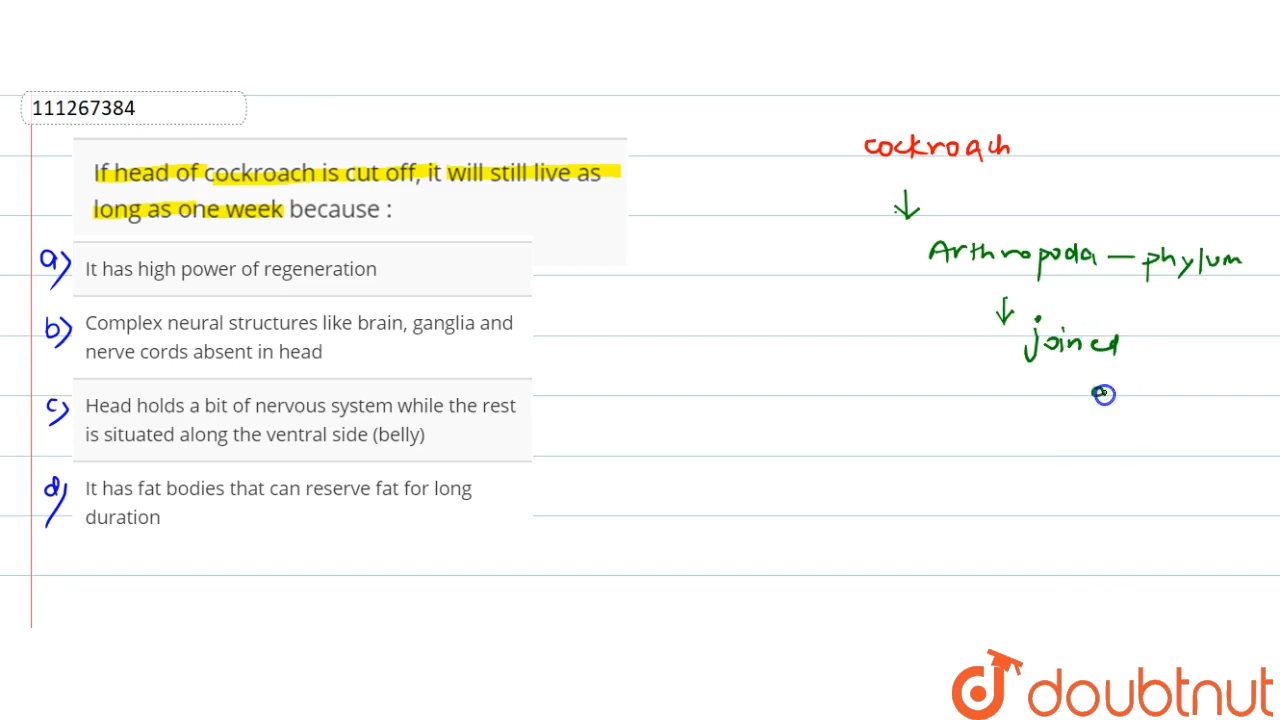 111267384
If head of cockroach is cut off, it will still live as
long as one week because :
a) It has high power of regeneration
b) Complex neural structures like brain, ganglia and
nerve cords absent in head
c) Head holds a bit of nervous system while the rest
is situated along the ventral side (belly)
d) It has fat bodies that can reserve fat for long
duration
cockroach
↓
Arthropoda — phylum
↓
joined
doubtnut